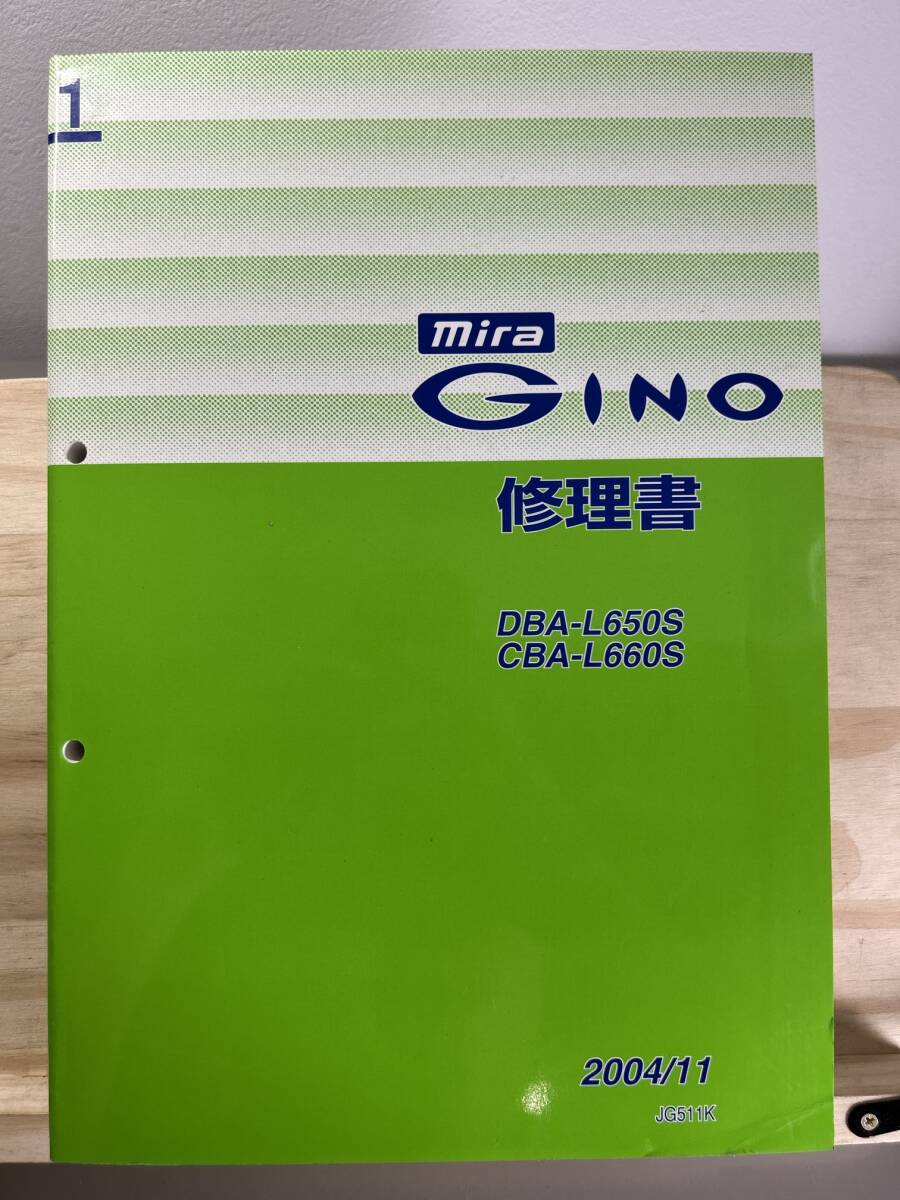 1
mira
GINO
修理書
DBA-L650S
CBA-L660S
2004/11
JG511K